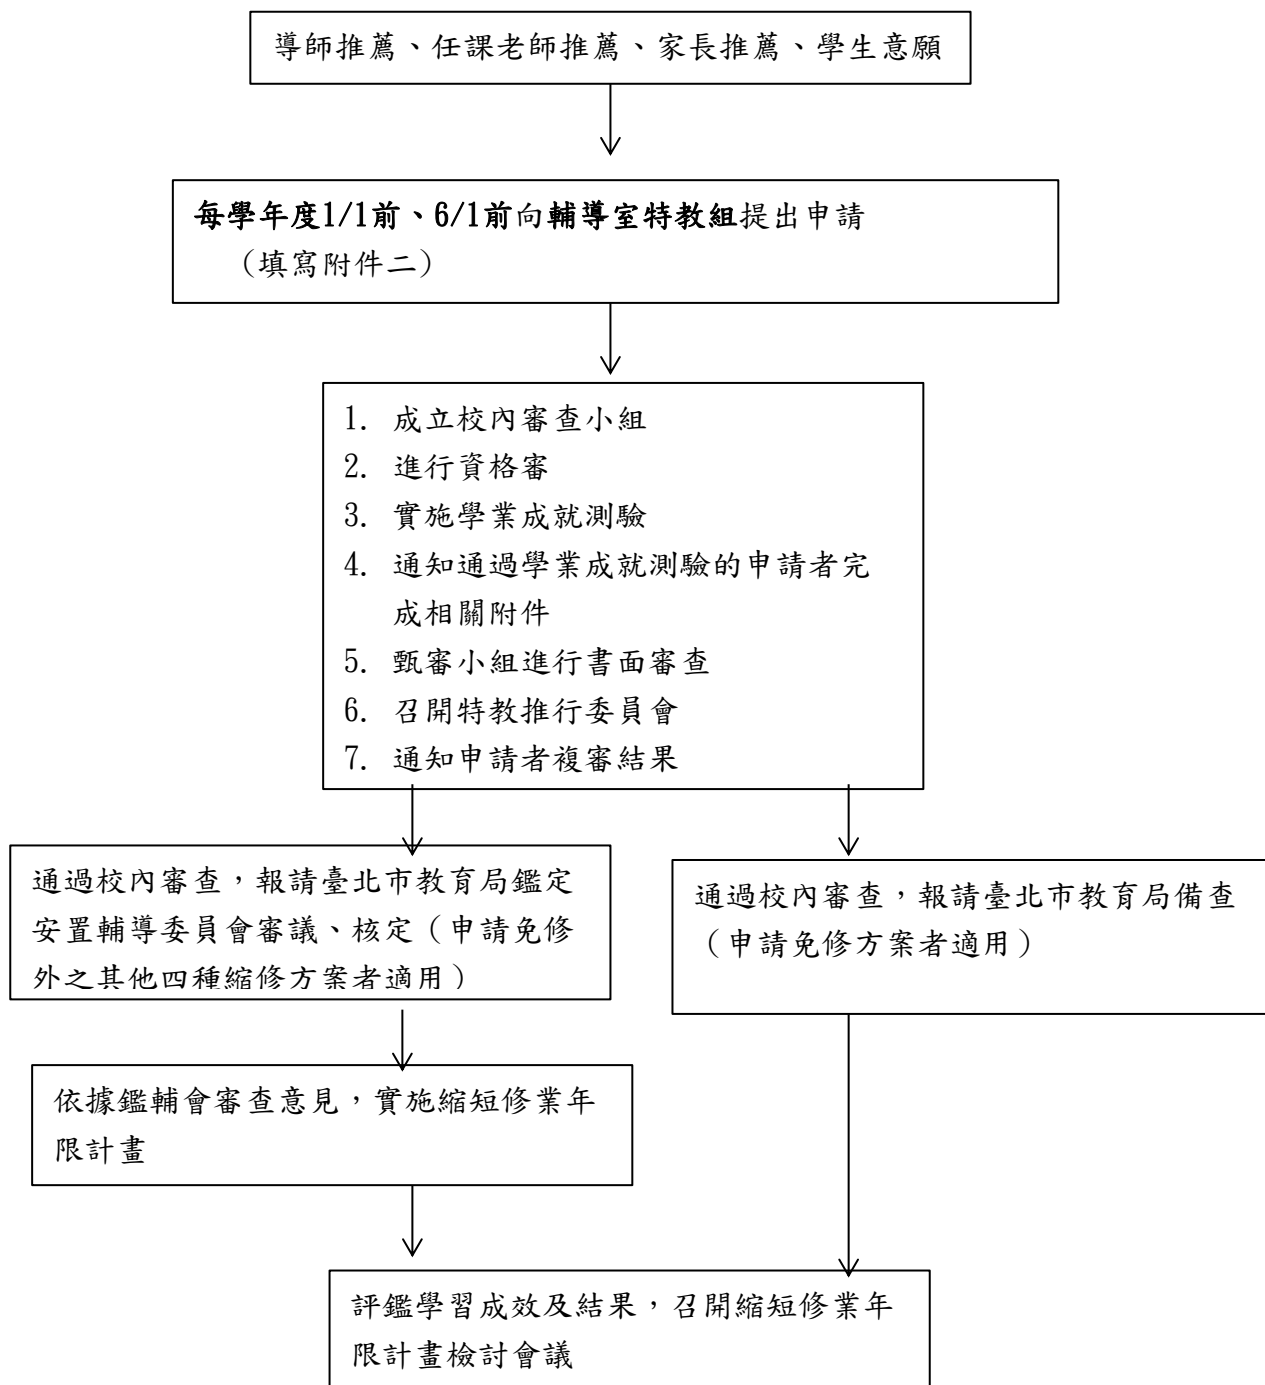 導師推薦、任課老師推薦、家長推薦、學生意願
每學年度1/1前、6/1前向輔導室特教組提出申請
（填寫附件二）
1. 成立校內審查小組
2. 進行資格審
3. 實施學業成就測驗
4. 通知通過學業成就測驗的申請者完
成相關附件
5. 甄審小組進行書面審查
6. 召開特教推行委員會
7. 通知申請者複審結果
通過校內審查，報請臺北市教育局鑑定
安置輔導委員會審議、核定（申請免修
外之其他四種縮修方案者適用）
通過校內審查，報請臺北市教育局備查
（申請免修方案者適用）
依據鑑輔會審查意見，實施縮短修業年
限計畫
評鑑學習成效及結果，召開縮短修業年
限計畫檢討會議